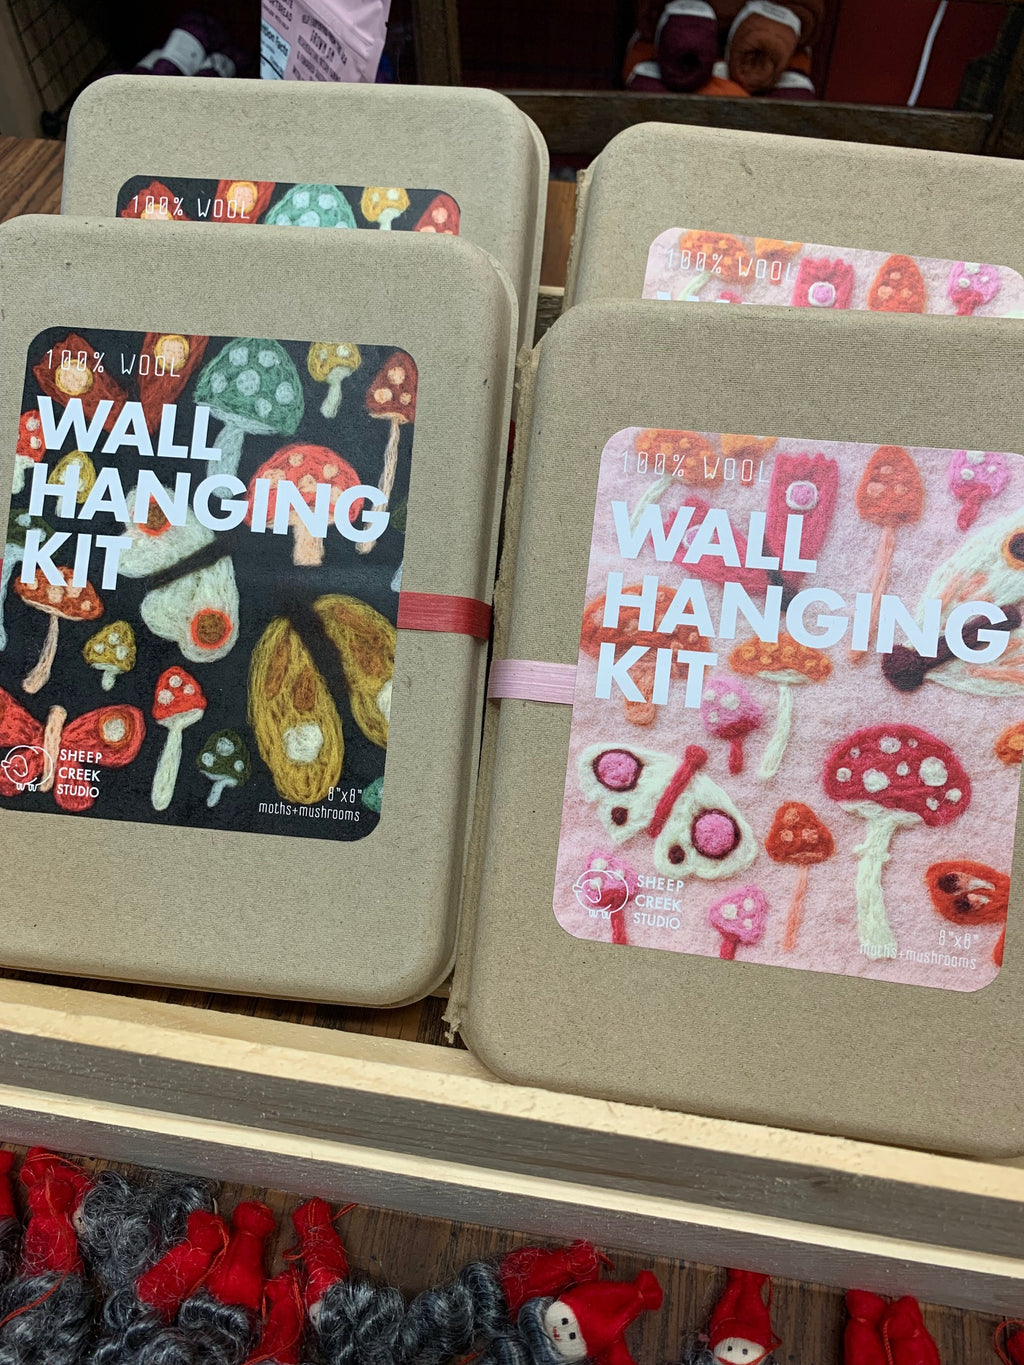 100% WOOL
100% WOOL
100% WOOL
WALL
HANGING
KIT
SHEEP
CREEK
STUDIO
8"x8"
moths+mushrooms
100% WOOL
WALL
HANGING
KIT
SHEEP
CREEK
STUDIO
8"x8"
moths+mushrooms